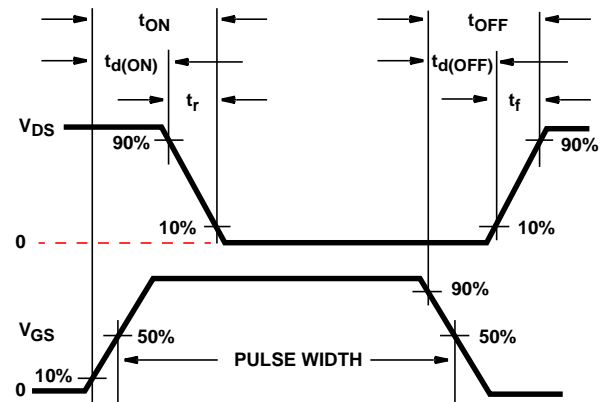 tON tOFF
td(ON) td(OFF)
tr tf
VDS
90% 90%
10% 10%
0
90%
VGS 50% 50%
PULSE WIDTH
10%
0